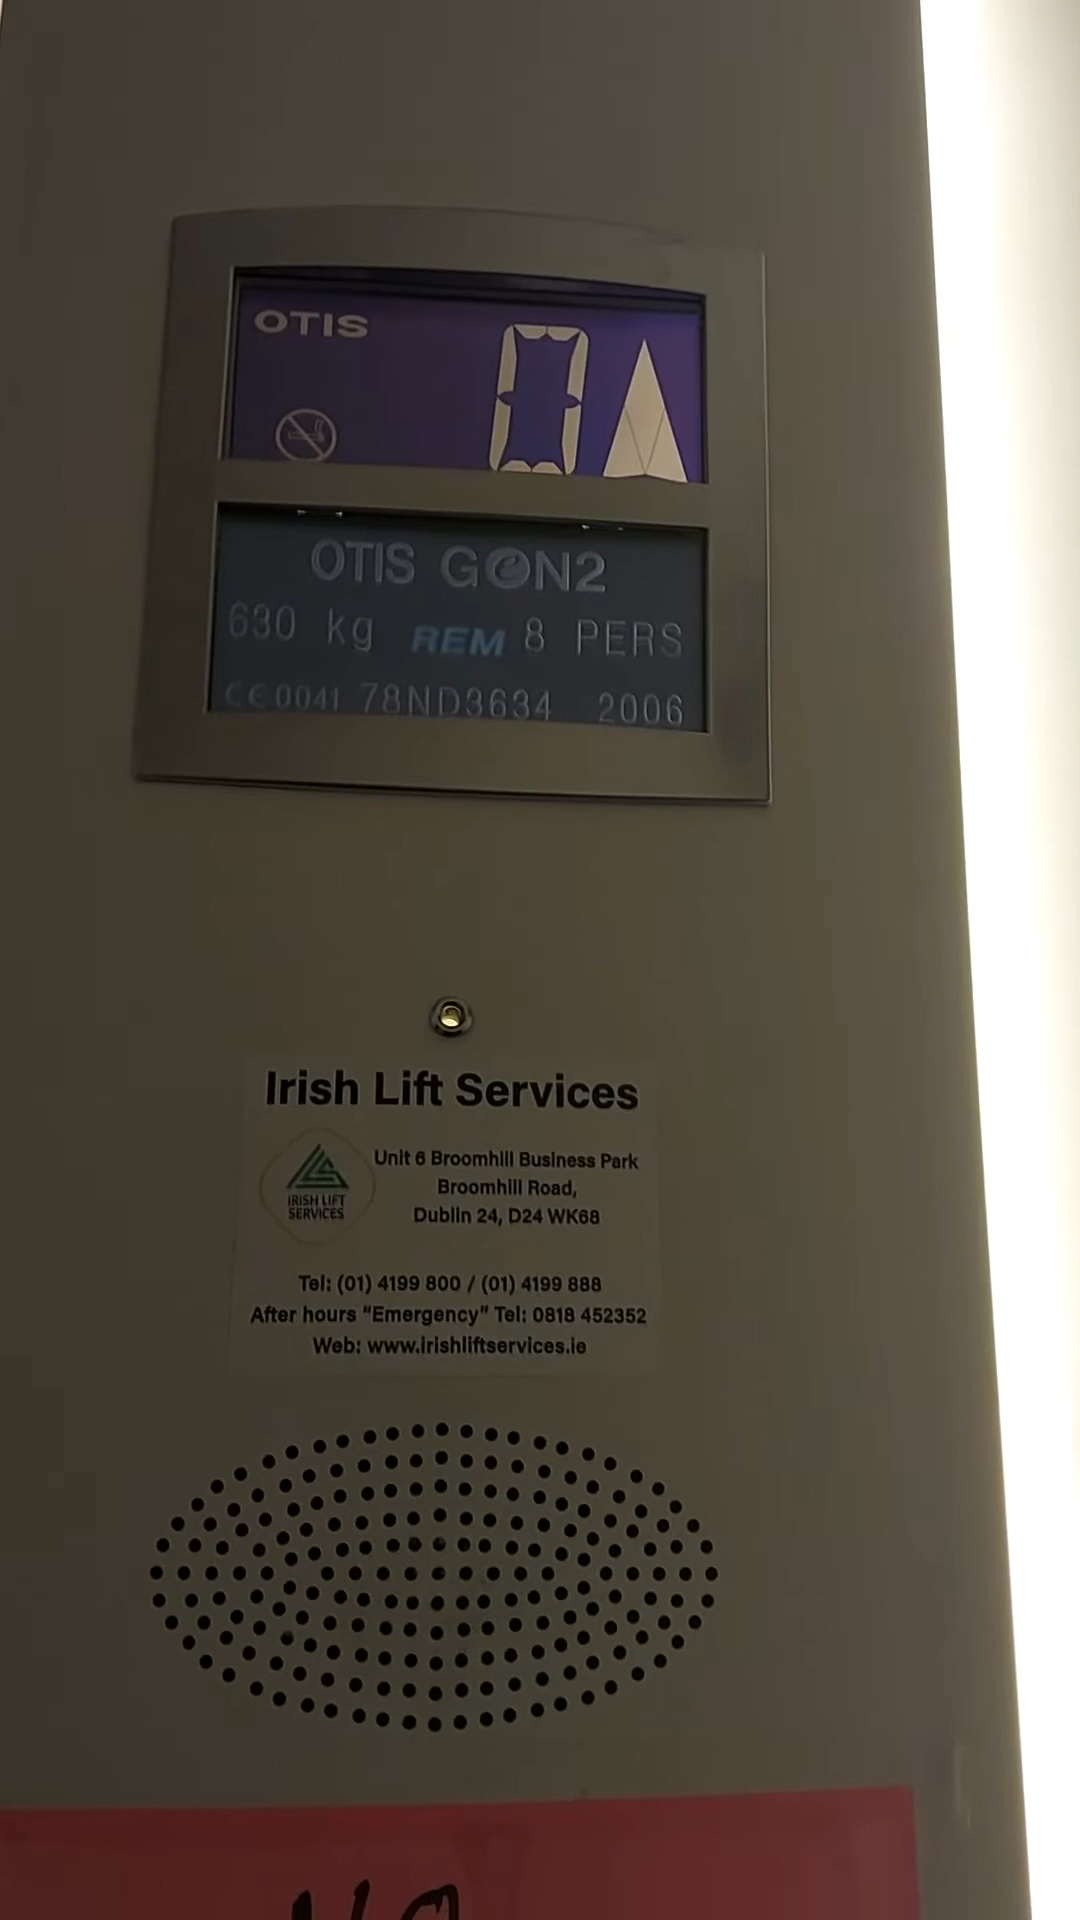 OTIS
0
OTIS GeN2
630 kg REM 8 PERS
CE0041 78ND3634 2006
Irish Lift Services
IRISH LIFT
SERVICES
Unit 6 Broomhill Business Park
Broomhill Road,
Dublin 24, D24 WK68
Tel: (01) 4199 800 / (01) 4199 888
After hours "Emergency" Tel: 0818 452352
Web: www.irishliftservices.ie